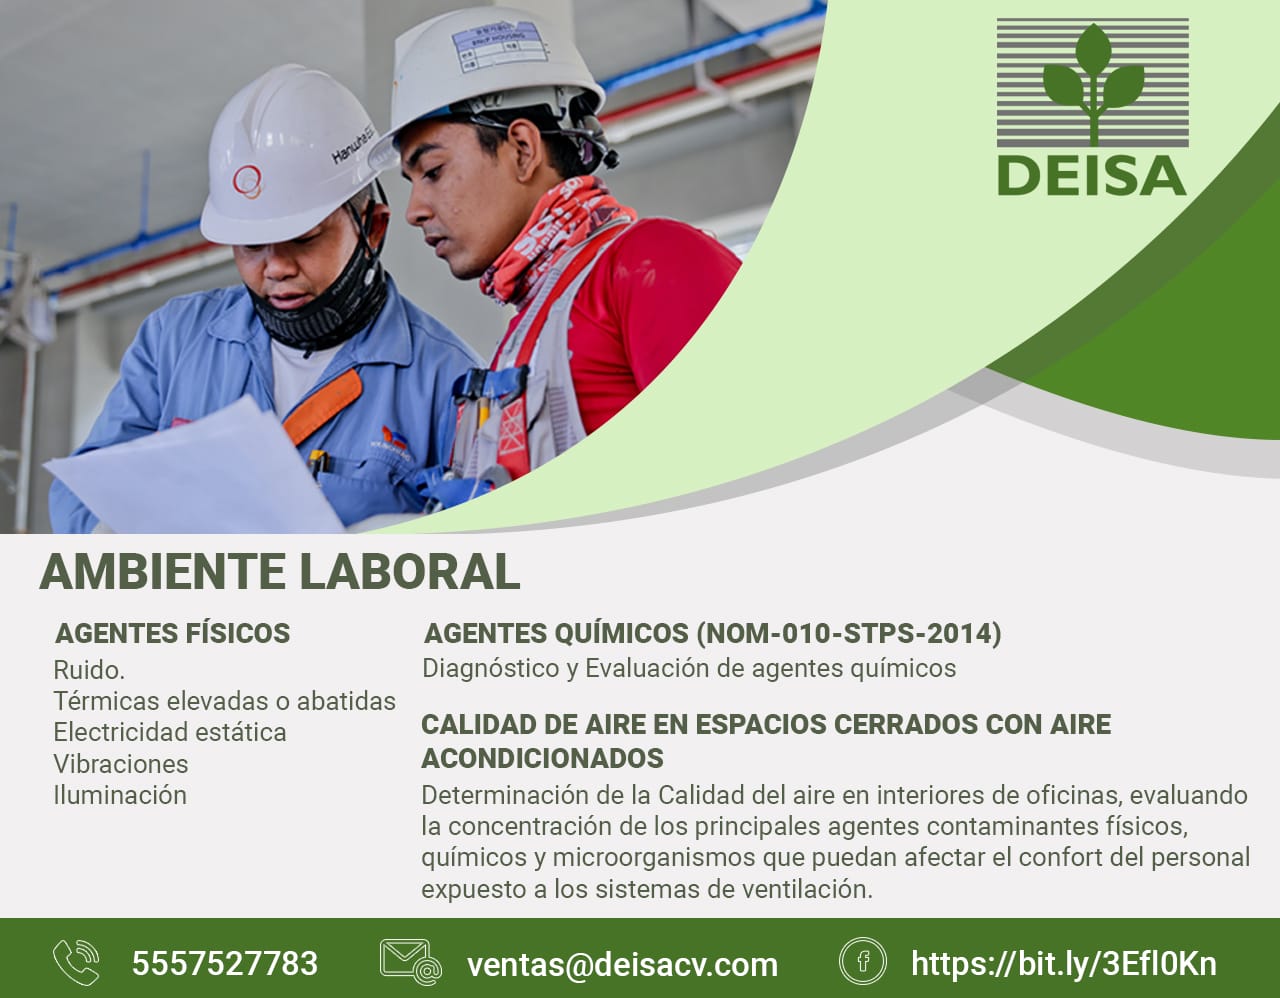 BN&P HOUSING
Hanwha E&
DEISA
AMBIENTE LABORAL
AGENTES FÍSICOS
Ruido.
Térmicas elevadas o abatidas
Electricidad estática
Vibraciones
Iluminación
AGENTES QUÍMICOS (NOM-010-STPS-2014)
Diagnóstico y Evaluación de agentes químicos
CALIDAD DE AIRE EN ESPACIOS CERRADOS CON AIRE
ACONDICIONADOS
Determinación de la Calidad del aire en interiores de oficinas, evaluando
la concentración de los principales agentes contaminantes físicos,
químicos y microorganismos que puedan afectar el confort del personal
expuesto a los sistemas de ventilación.
5557527783
ventas@deisacv.com
https://bit.ly/3Efl0Kn